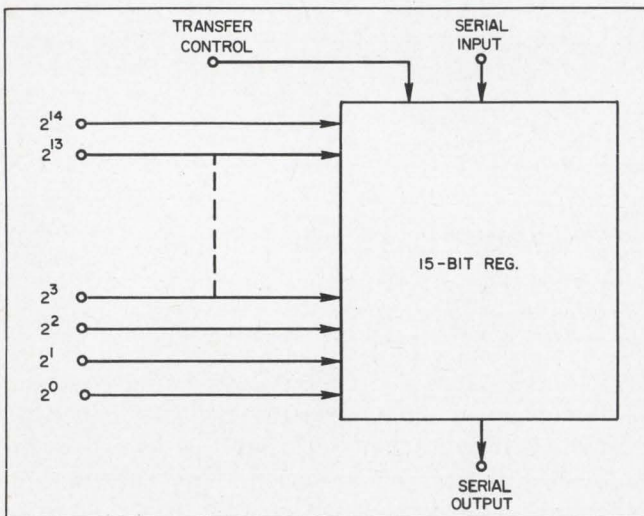 TRANSFER
CONTROL
SERIAL
INPUT
2¹⁴
2¹³
2³
2²
2¹
2⁰
15-BIT REG.
SERIAL
OUTPUT